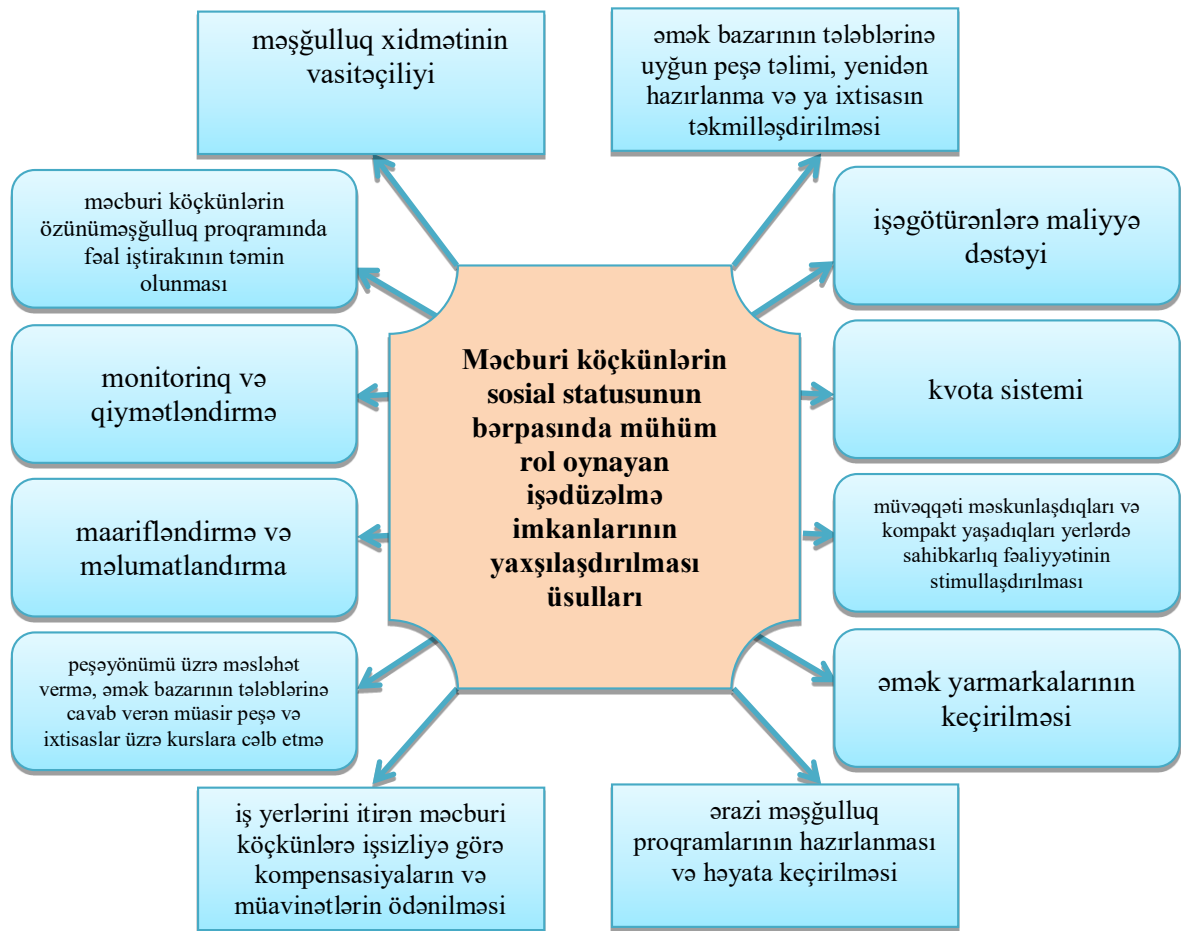 məşğulluq xidmətinin
vasitəçiliyi
əmək bazarının tələblərinə
uyğun peşə təlimi, yenidən
hazırlanma və ya ixtisasın
təkmilləşdirilməsi
məcburi köçkünlərin
özünüməşğulluq proqramında
fəal iştirakının təmin
olunması
işəgötürənlərə maliyyə
dəstəyi
monitorinq və
qiymətləndirmə
Məcburi köçkünlərin
sosial statusunun
bərpasında mühüm
rol oynayan
işədüzəlmə
imkanlarının
yaxşılaşdırılması
üsulları
kvota sistemi
maarifləndirmə və
məlumatlandırma
müvəqqəti məskunlaşdıqları və
kompakt yaşadıqları yerlərdə
sahibkarlıq fəaliyyətinin
stimullaşdırılması
peşəyönümü üzrə məsləhət
vermə, əmək bazarının tələblərinə
cavab verən müasir peşə və
ixtisaslar üzrə kurslara cəlb etmə
əmək yarmarkalarının
keçirilməsi
iş yerlərini itirən məcburi
köçkünlərə işsizliyə görə
kompensasiyaların və
müavinətlərin ödənilməsi
ərazi məşğulluq
proqramlarının hazırlanması
və həyata keçirilməsi